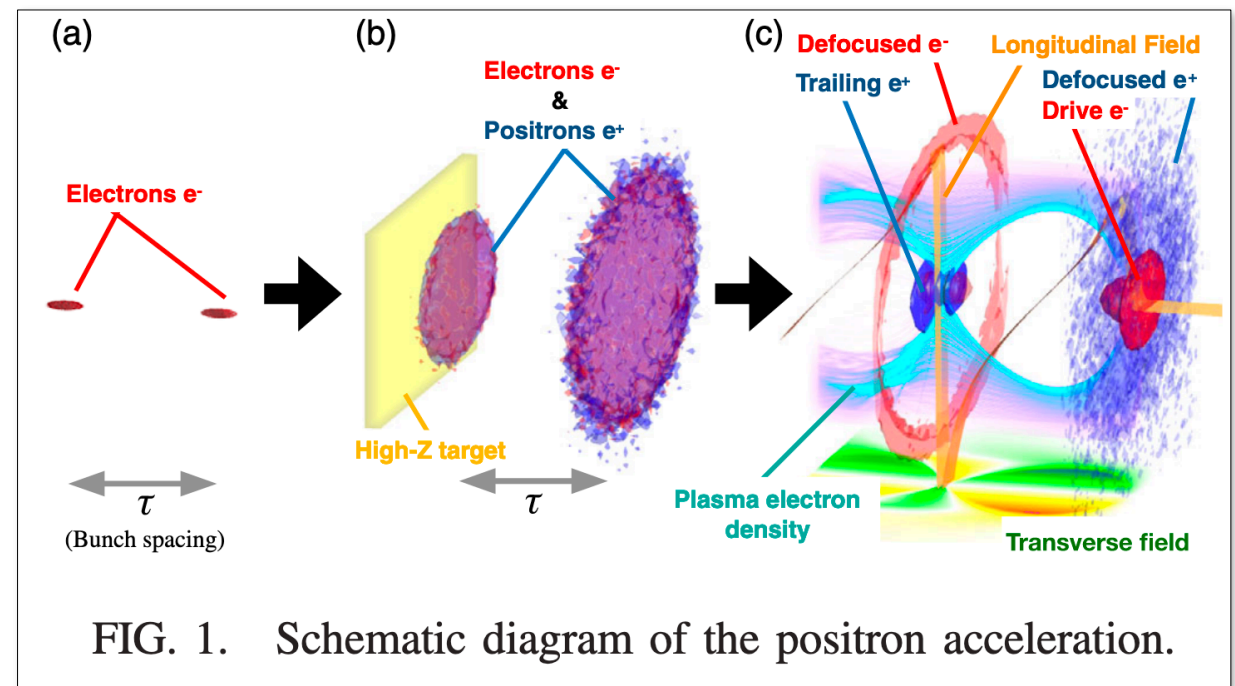 (a)
Electrons e⁻
τ
(Bunch spacing)
(b)
Electrons e⁻
&
Positrons e⁺
High-Z target
τ
(c)
Defocused e⁻
Longitudinal Field
Trailing e⁺
Defocused e⁺
Drive e⁻
Plasma electron
density
Transverse field
FIG. 1. Schematic diagram of the positron acceleration.